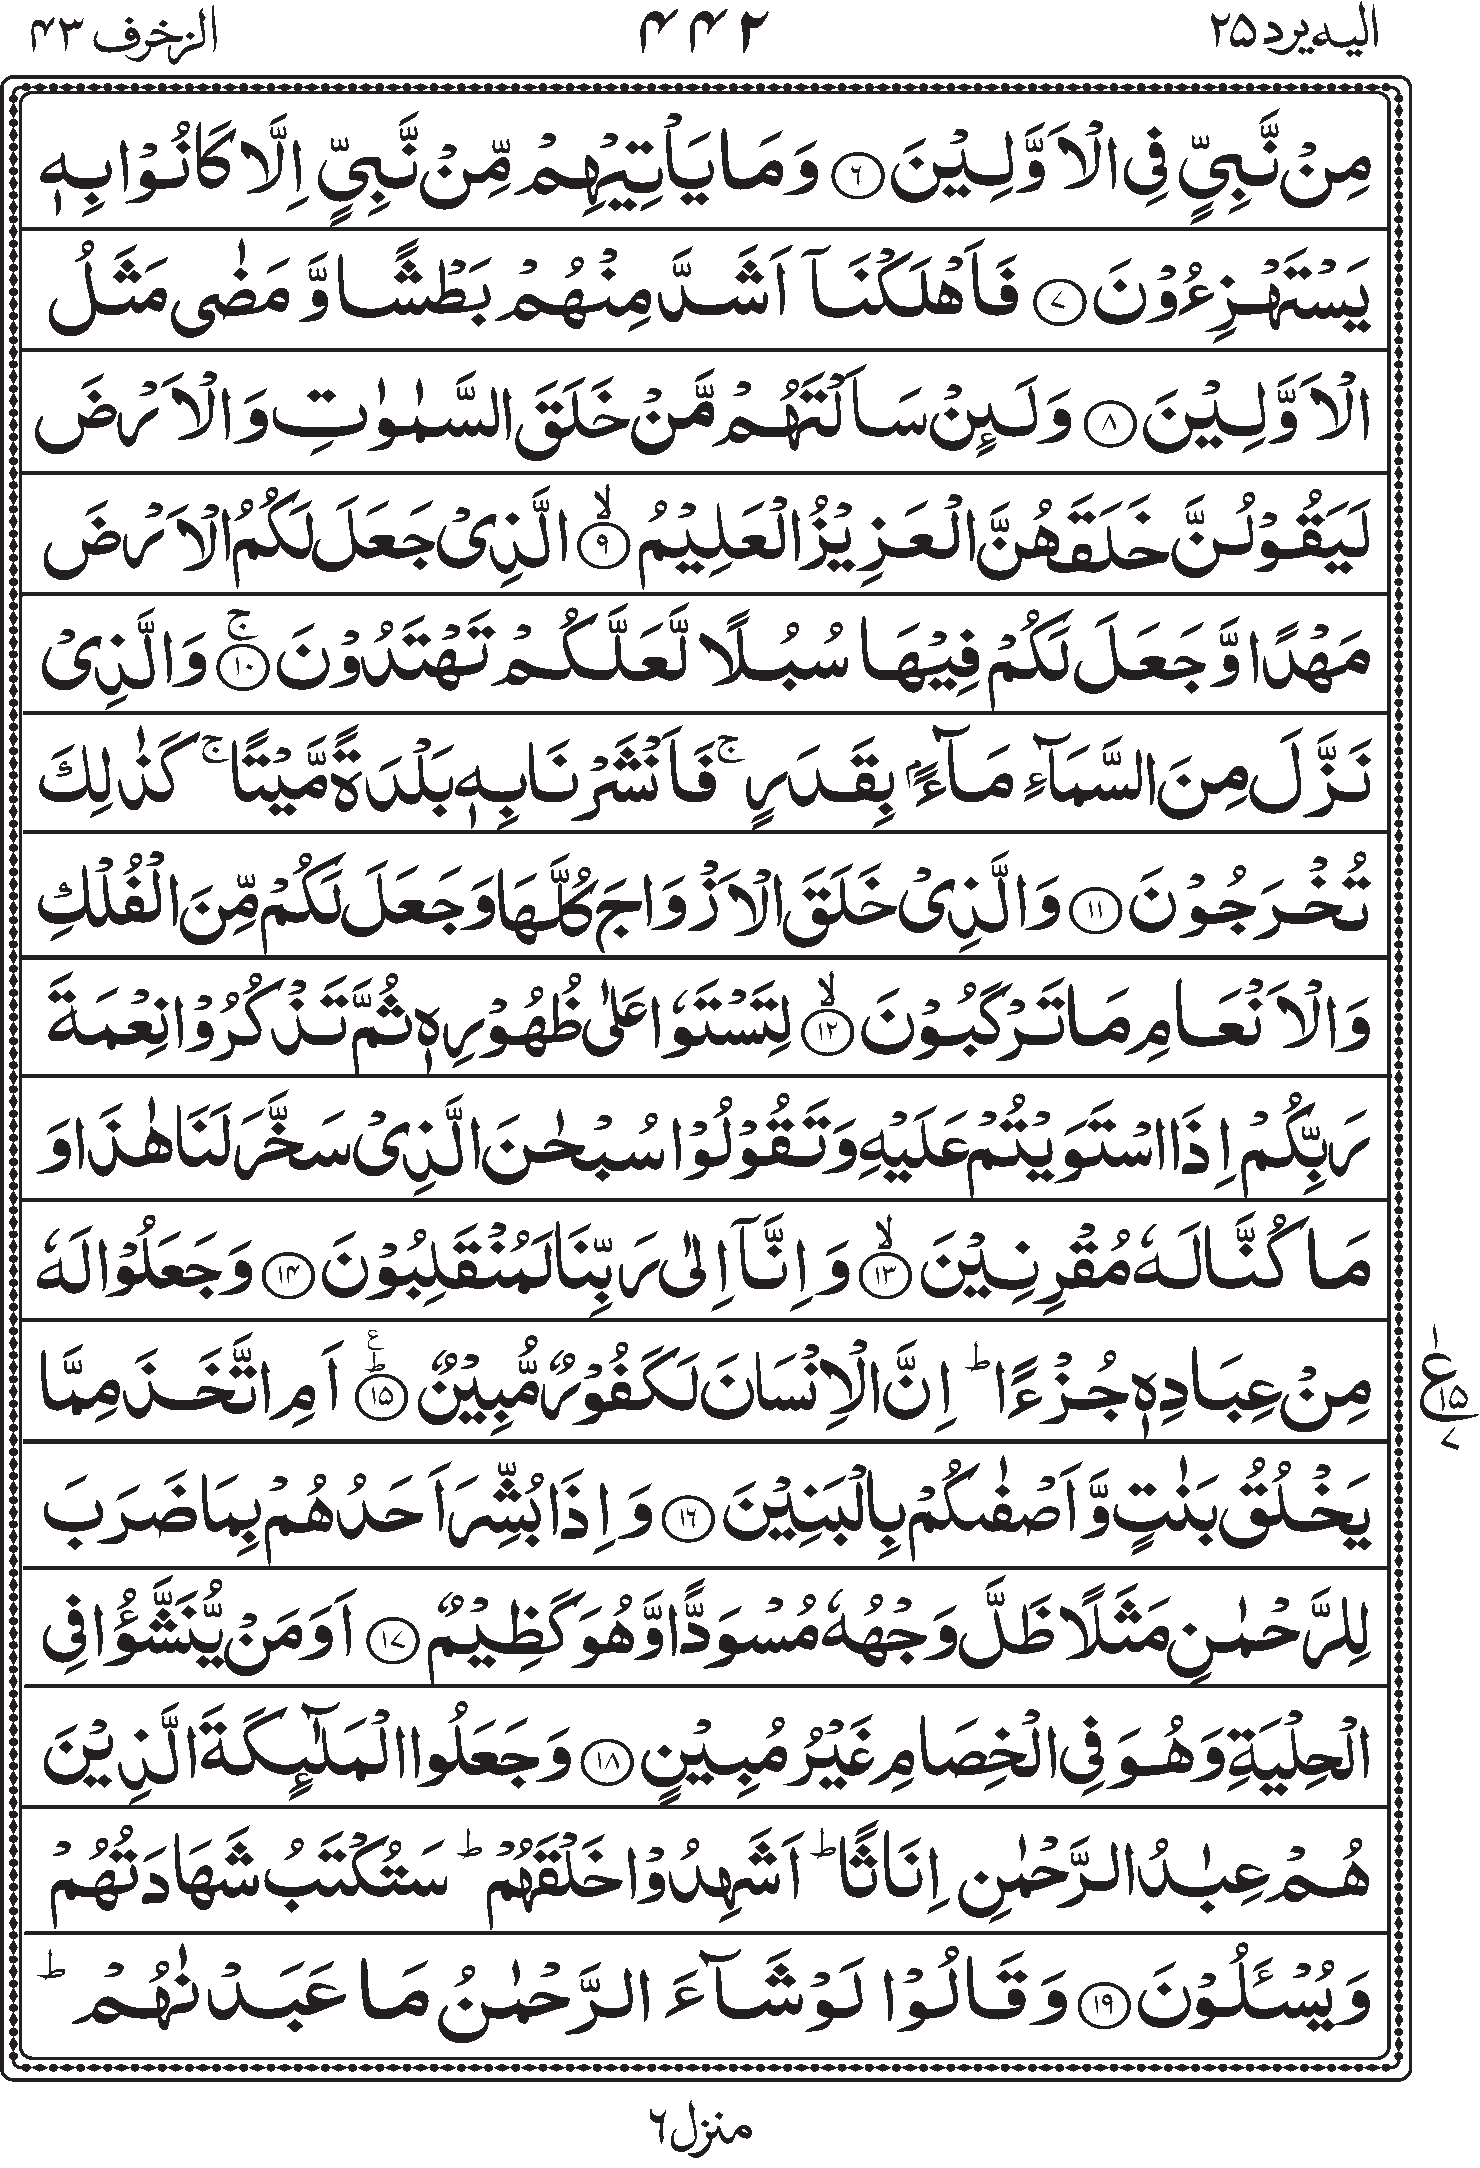 الیه یرد ۲۵ ۴۴۲ الزخرف ۴۳
مِنْ نَّبِیٍّ فِی الْاَوَّلِیْنَ ﴿۶﴾ وَمَا یَاْتِیْهِمْ مِّنْ نَّبِیٍّ اِلَّا كَانُوْا بِهٖ
یَسْتَهْزِءُوْنَ ﴿۷﴾ فَاَهْلَكْنَاۤ اَشَدَّ مِنْهُمْ بَطْشًا وَّ مَضٰی مَثَلُ
الْاَوَّلِیْنَ ﴿۸﴾ وَلَىِٕنْ سَاَلْتَهُمْ مَّنْ خَلَقَ السَّمٰوٰتِ وَالْاَرْضَ
لَیَقُوْلُنَّ خَلَقَهُنَّ الْعَزِیْزُ الْعَلِیْمُ ﴿۹﴾ۙ الَّذِیْ جَعَلَ لَكُمُ الْاَرْضَ
مَهْدًا وَّ جَعَلَ لَكُمْ فِیْهَا سُبُلًا لَّعَلَّكُمْ تَهْتَدُوْنَ ﴿۱۰﴾ۚ وَالَّذِیْ
نَزَّلَ مِنَ السَّمَآءِ مَآءًۢ بِقَدَرٍ ۚ فَاَنْشَرْنَا بِهٖ بَلْدَةً مَّیْتًا ۚ كَذٰلِكَ
تُخْرَجُوْنَ ﴿۱۱﴾ وَالَّذِیْ خَلَقَ الْاَزْوَاجَ كُلَّهَا وَجَعَلَ لَكُمْ مِّنَ الْفُلْكِ
وَالْاَنْعَامِ مَا تَرْكَبُوْنَ ﴿۱۲﴾ۙ لِتَسْتَوٗا عَلٰی ظُهُوْرِهٖ ثُمَّ تَذْكُرُوْا نِعْمَةَ
رَبِّكُمْ اِذَا اسْتَوَیْتُمْ عَلَیْهِ وَتَقُوْلُوْا سُبْحٰنَ الَّذِیْ سَخَّرَ لَنَا هٰذَا وَ
مَا كُنَّا لَهٗ مُقْرِنِیْنَ ﴿۱۳﴾ۙ وَاِنَّاۤ اِلٰی رَبِّنَا لَمُنْقَلِبُوْنَ ﴿۱۴﴾ وَجَعَلُوْا لَهٗ
مِنْ عِبَادِهٖ جُزْءًا ؕ اِنَّ الْاِنْسَانَ لَكَفُوْرٌ مُّبِیْنٌ ﴿۱۵﴾ؕ ع اَمِ اتَّخَذَ مِمَّا
ع ۱ ۱۵ ۷
یَخْلُقُ بَنٰتٍ وَّ اَصْفٰىكُمْ بِالْبَنِیْنَ ﴿۱۶﴾ وَاِذَا بُشِّرَ اَحَدُهُمْ بِمَا ضَرَبَ
لِلرَّحْمٰنِ مَثَلًا ظَلَّ وَجْهُهٗ مُسْوَدًّا وَّهُوَ كَظِیْمٌ ﴿۱۷﴾ اَوَمَنْ یُّنَشَّؤُا فِی
الْحِلْیَةِ وَهُوَ فِی الْخِصَامِ غَیْرُ مُبِیْنٍ ﴿۱۸﴾ وَجَعَلُوا الْمَلٰٓىِٕكَةَ الَّذِیْنَ
هُمْ عِبٰدُ الرَّحْمٰنِ اِنَاثًا ؕ اَشَهِدُوْا خَلْقَهُمْ ؕ سَتُكْتَبُ شَهَادَتُهُمْ
وَیُسْـَٔلُوْنَ ﴿۱۹﴾ وَقَالُوْا لَوْ شَآءَ الرَّحْمٰنُ مَا عَبَدْنٰهُمْ ؕ
منزل ۶